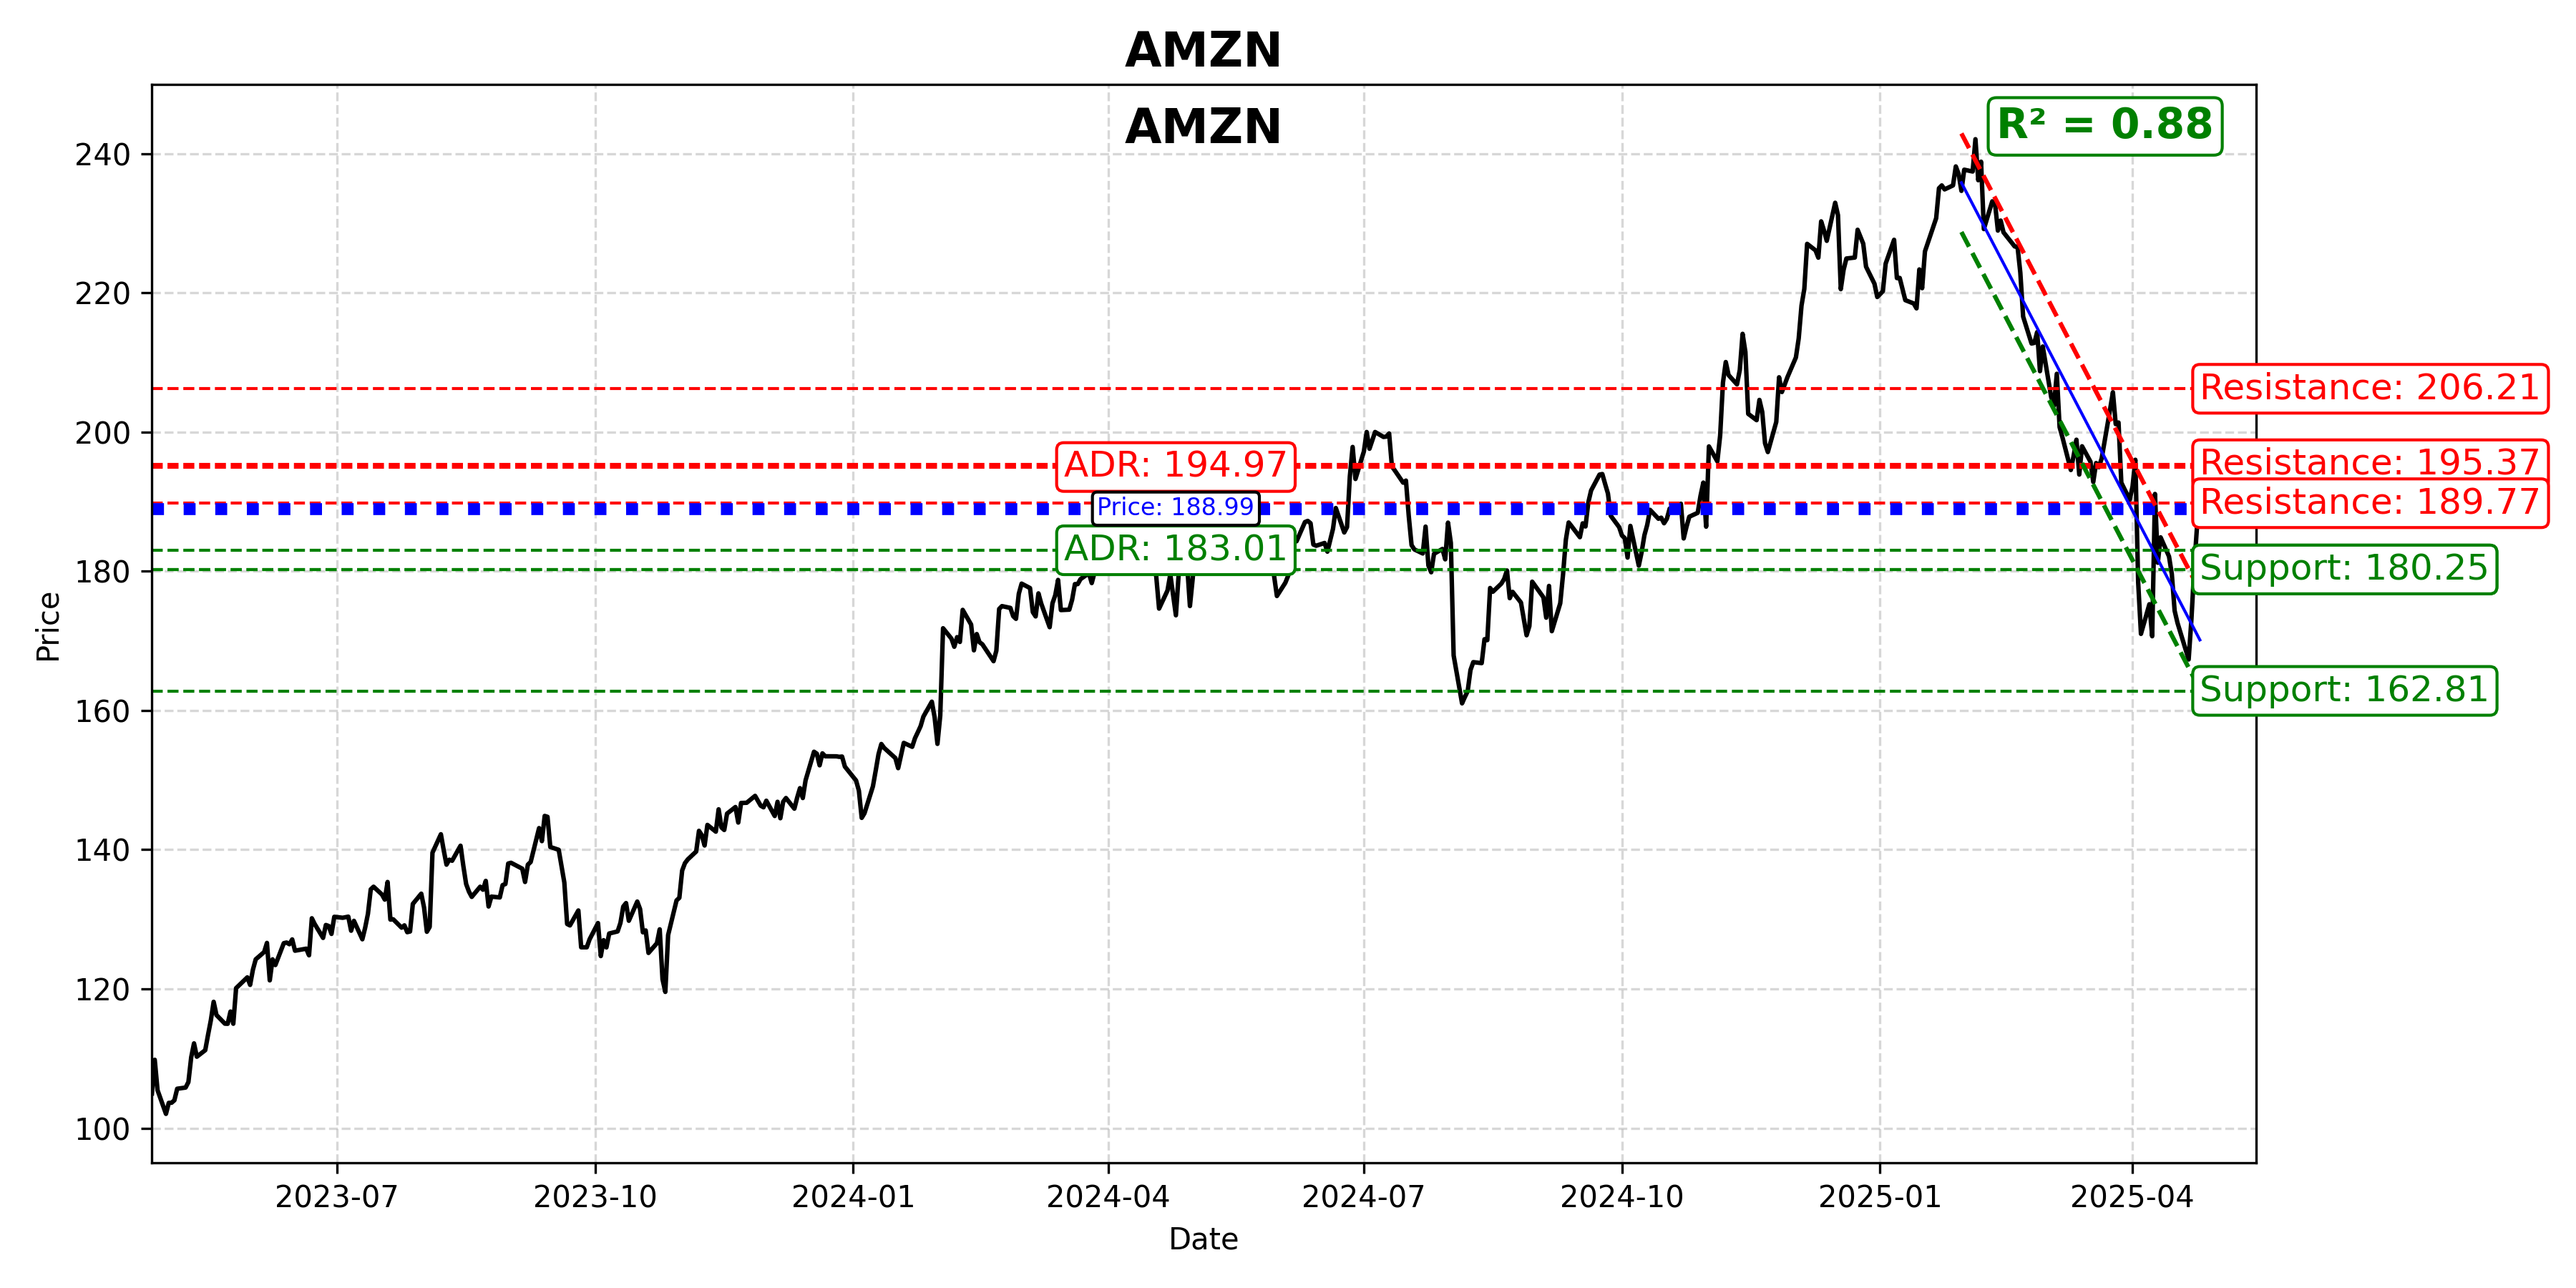 AMZN
AMZN
R² = 0.88
240
220
200
180
160
140
120
100
Price
Resistance: 206.21
ADR: 194.97
Resistance: 195.37
Price: 188.99
Resistance: 189.77
ADR: 183.01
Support: 180.25
Support: 162.81
2023-07
2023-10
2024-01
2024-04
2024-07
2024-10
2025-01
2025-04
Date